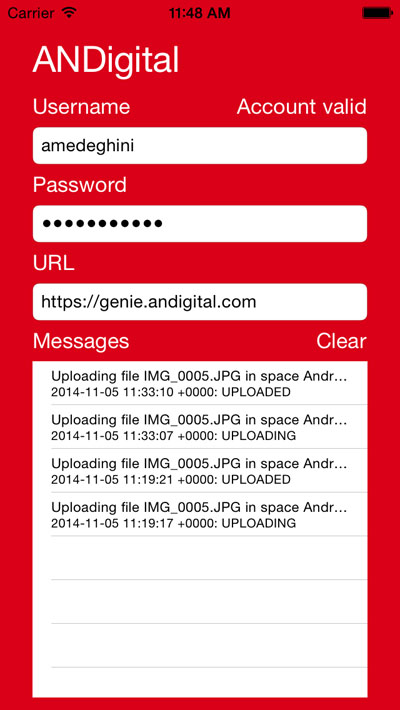 Carrier 11:48 AM
ANDigital
Username Account valid
amedeghini
Password
●●●●●●●●●●●
URL
https://genie.andigital.com
Messages Clear
Uploading file IMG_0005.JPG in space Andr...
2014-11-05 11:33:10 +0000: UPLOADED
Uploading file IMG_0005.JPG in space Andr...
2014-11-05 11:33:07 +0000: UPLOADING
Uploading file IMG_0005.JPG in space Andr...
2014-11-05 11:19:21 +0000: UPLOADED
Uploading file IMG_0005.JPG in space Andr...
2014-11-05 11:19:17 +0000: UPLOADING